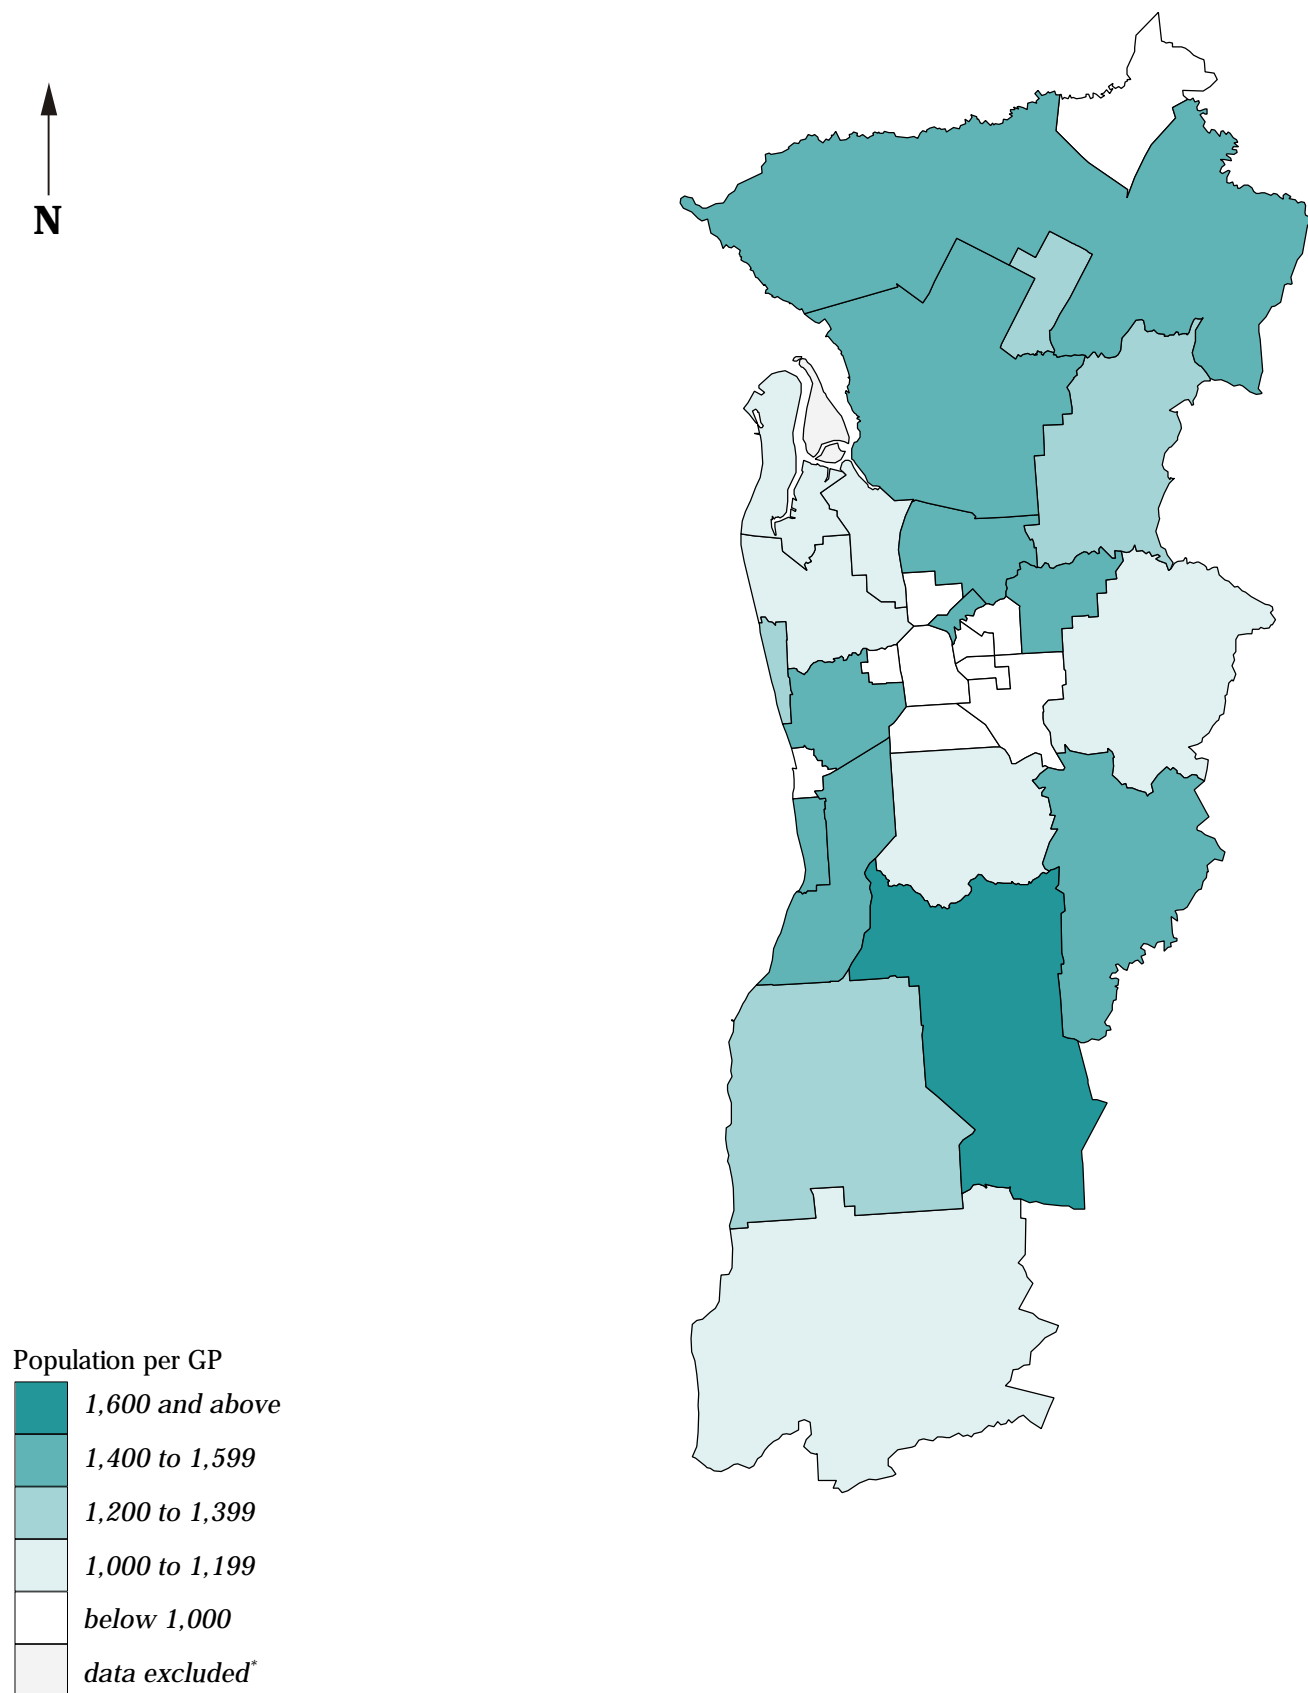 N
Population per GP
1,600 and above
1,400 to 1,599
1,200 to 1,399
1,000 to 1,199
below 1,000
data excluded*